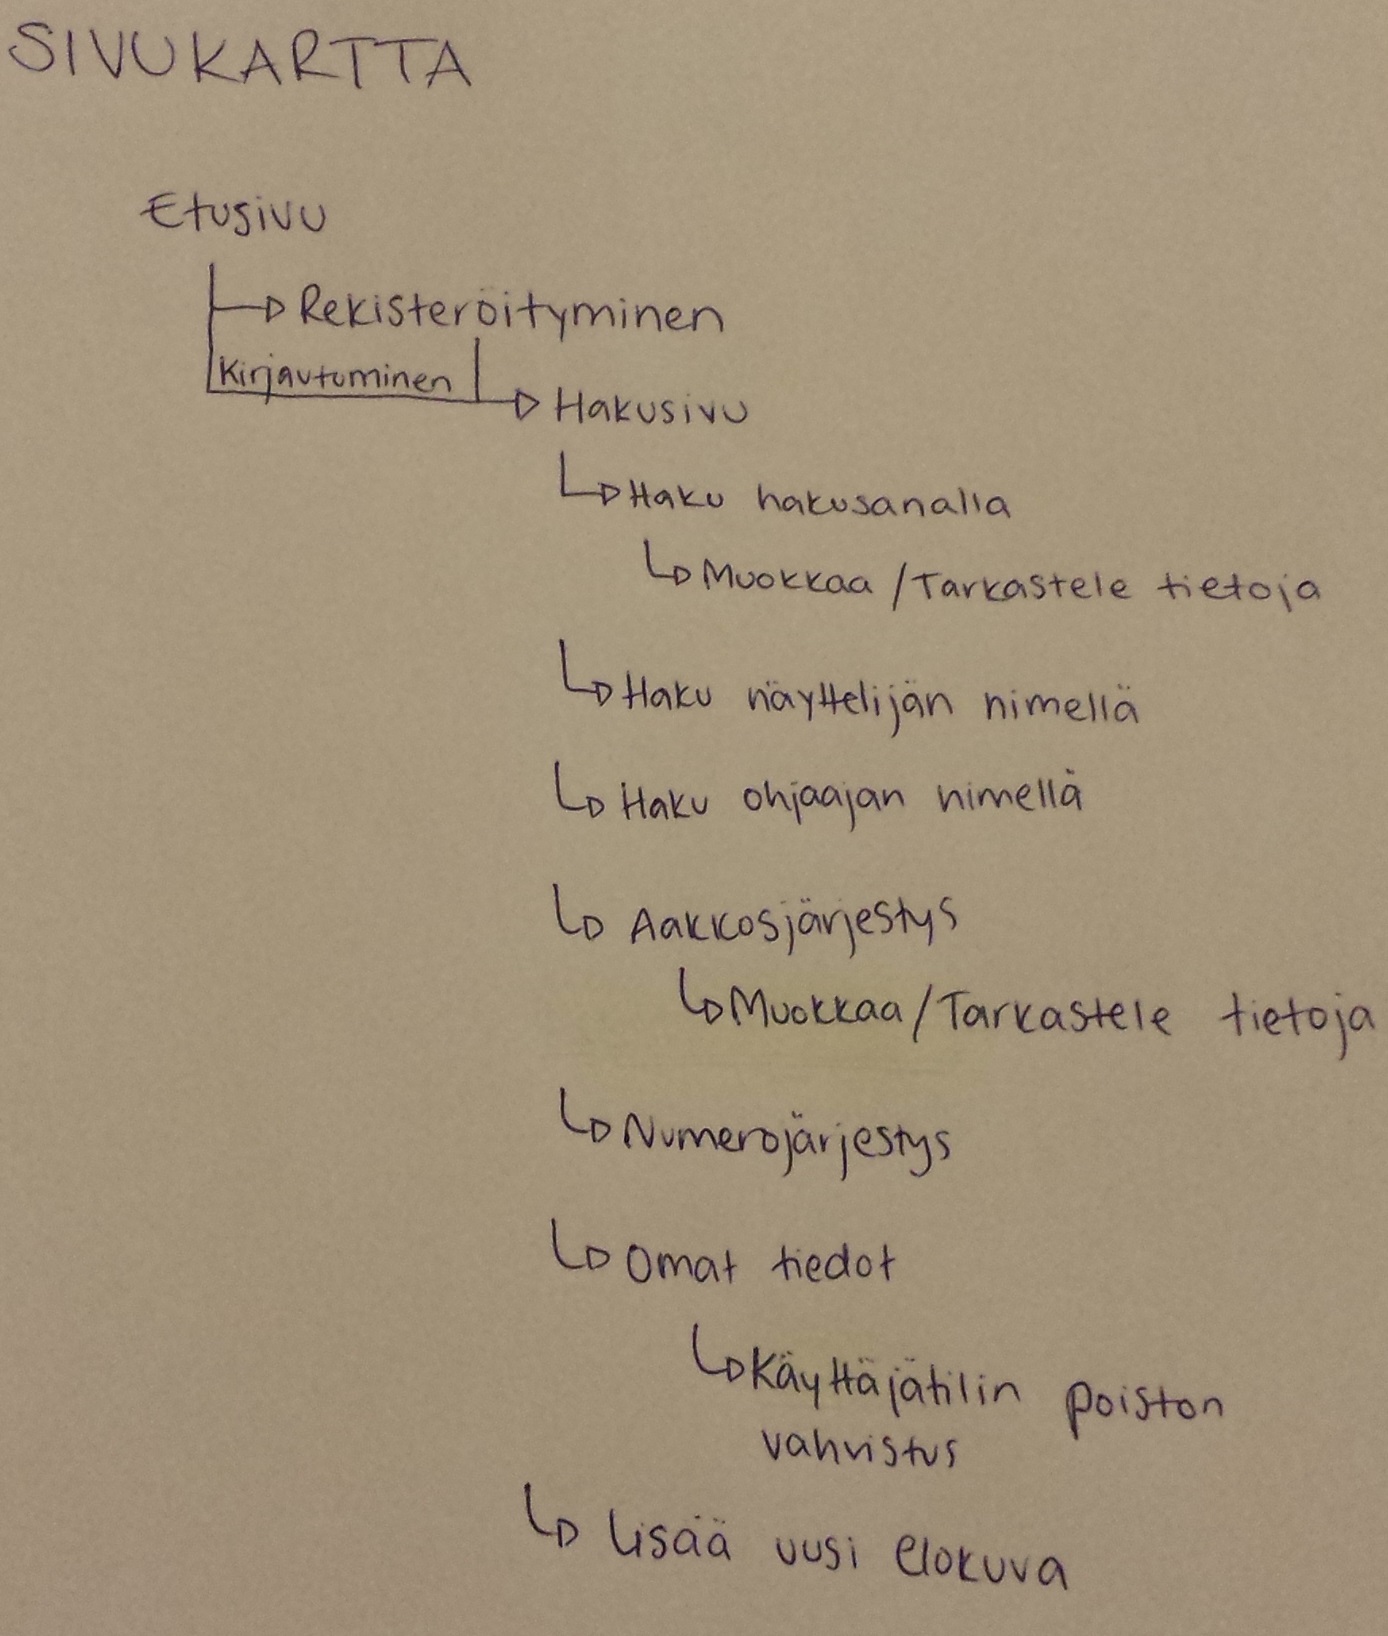 SIVUKARTTA
Etusivu
Rekisteröityminen
Kirjautuminen
Hakusivu
Haku hakusanalla
Muokkaa/Tarkastele tietoja
Haku näyttelijän nimellä
Haku ohjaajan nimellä
Aakkosjärjestys
Muokkaa/Tarkastele tietoja
Numerojärjestys
Omat tiedot
Käyttäjätilin poiston
vahvistus
Lisää uusi elokuva